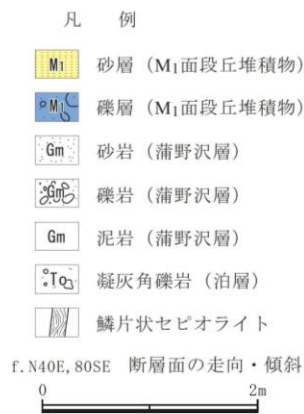 凡 例
M1 砂層（M1面段丘堆積物）
M1 礫層（M1面段丘堆積物）
Gm 砂岩（蒲野沢層）
Gm 礫岩（蒲野沢層）
Gm 泥岩（蒲野沢層）
To 凝灰角礫岩（泊層）
鱗片状セピオライト
f.N40E,80SE 断層面の走向・傾斜
0 2m